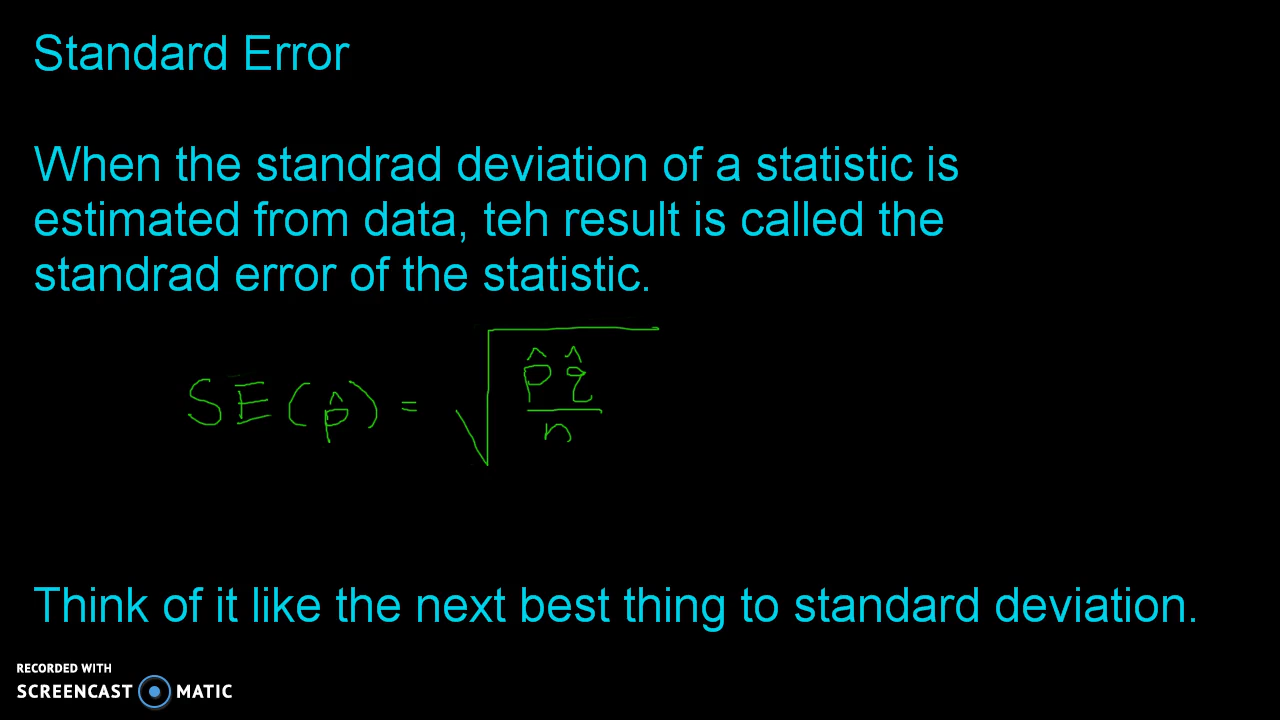 Standard Error
When the standrad deviation of a statistic is
estimated from data, teh result is called the
standrad error of the statistic.
SE(p̂) = √(p̂q̂/n)
Think of it like the next best thing to standard deviation.
RECORDED WITH
SCREENCAST MATIC